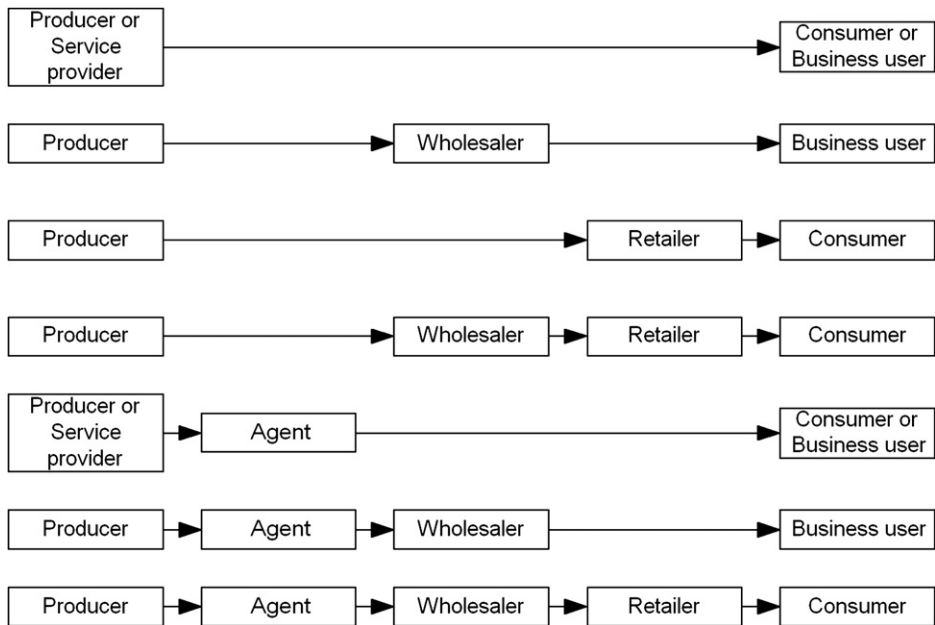 Producer or
Service
provider
Consumer or
Business user
Producer
Wholesaler
Business user
Producer
Retailer
Consumer
Producer
Wholesaler
Retailer
Consumer
Producer or
Service
provider
Agent
Consumer or
Business user
Producer
Agent
Wholesaler
Business user
Producer
Agent
Wholesaler
Retailer
Consumer